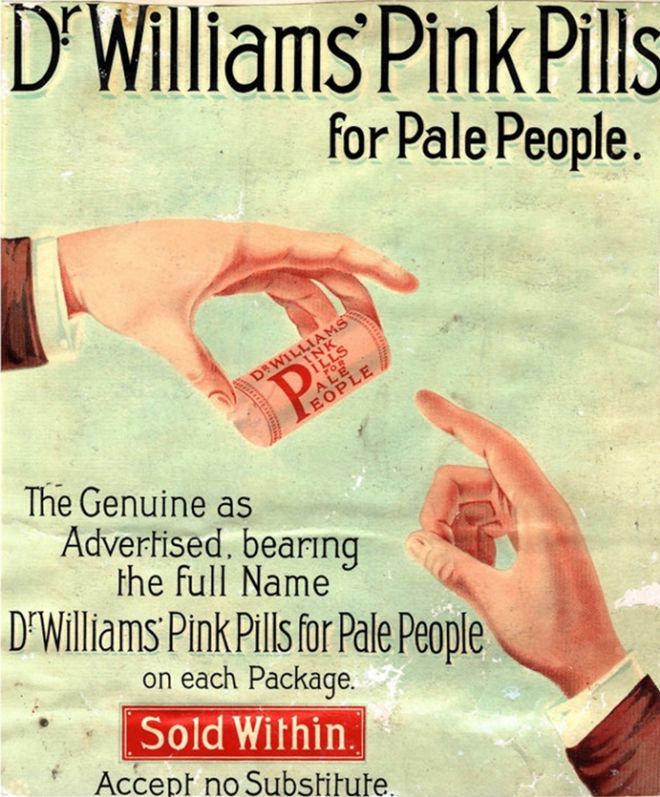 Dr Williams' Pink Pills
for Pale People.
DR WILLIAMS'
PINK
PILLS
FOR
PALE
PEOPLE
The Genuine as
Advertised, bearing
the full Name
Dr Williams' Pink Pills for Pale People
on each Package.
Sold Within.
Accept no Substitute.